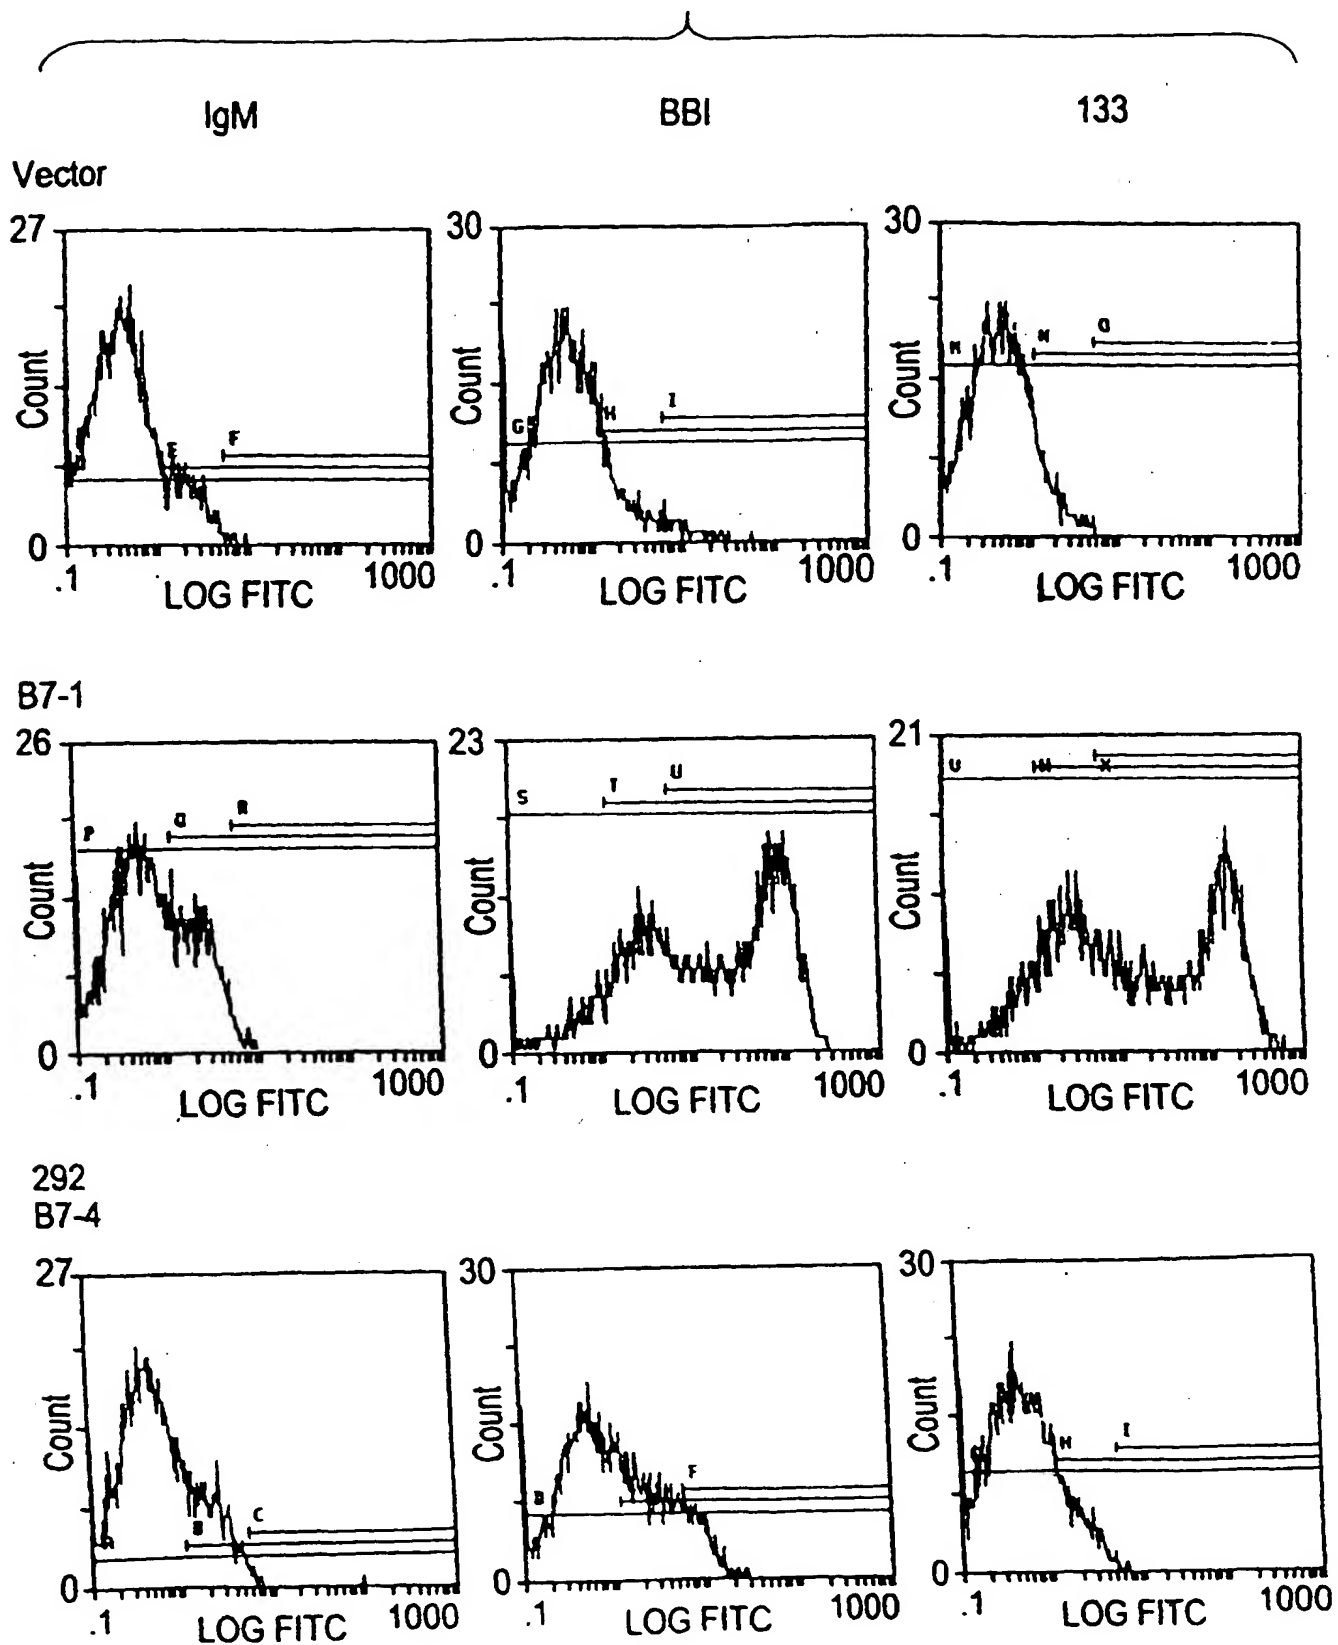 IgM BBI 133
Vector
27 30 30
Count Count Count
E F G H I M N O
0 0 0
.1 1000 .1 1000 .1 1000
LOG FITC LOG FITC LOG FITC
B7-1
26 23 21
Count Count Count
P Q R S T U X
0 0 0
.1 1000 .1 1000 .1 1000
LOG FITC LOG FITC LOG FITC
292
B7-4
27 30 30
Count Count Count
B C F H I
0 0 0
.1 1000 .1 1000 .1 1000
LOG FITC LOG FITC LOG FITC